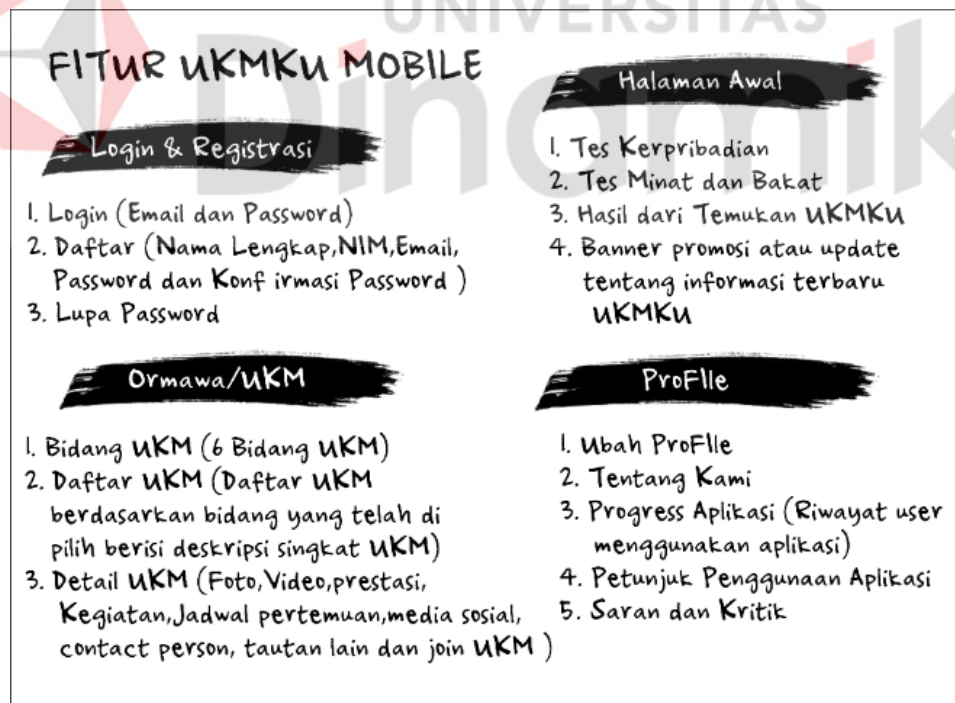 UNIVERSITAS
Dinamik
FITUR UKMKU MOBILE
Login & Registrasi
1. Login (Email dan Password)
2. Daftar (Nama Lengkap,NIM,Email,
Password dan Konf irmasi Password )
3. Lupa Password
Ormawa/UKM
1. Bidang UKM (6 Bidang UKM)
2. Daftar UKM (Daftar UKM
berdasarkan bidang yang telah di
pilih berisi deskripsi singkat UKM)
3. Detail UKM (Foto,Video,prestasi,
Kegiatan,Jadwal pertemuan,media sosial,
contact person, tautan lain dan join UKM )
Halaman Awal
1. Tes Kerpribadian
2. Tes Minat dan Bakat
3. Hasil dari Temukan UKMKU
4. Banner promosi atau update
tentang informasi terbaru
UKMKU
ProFIle
1. Ubah ProFIle
2. Tentang Kami
3. Progress Aplikasi (Riwayat user
menggunakan aplikasi)
4. Petunjuk Penggunaan Aplikasi
5. Saran dan Kritik